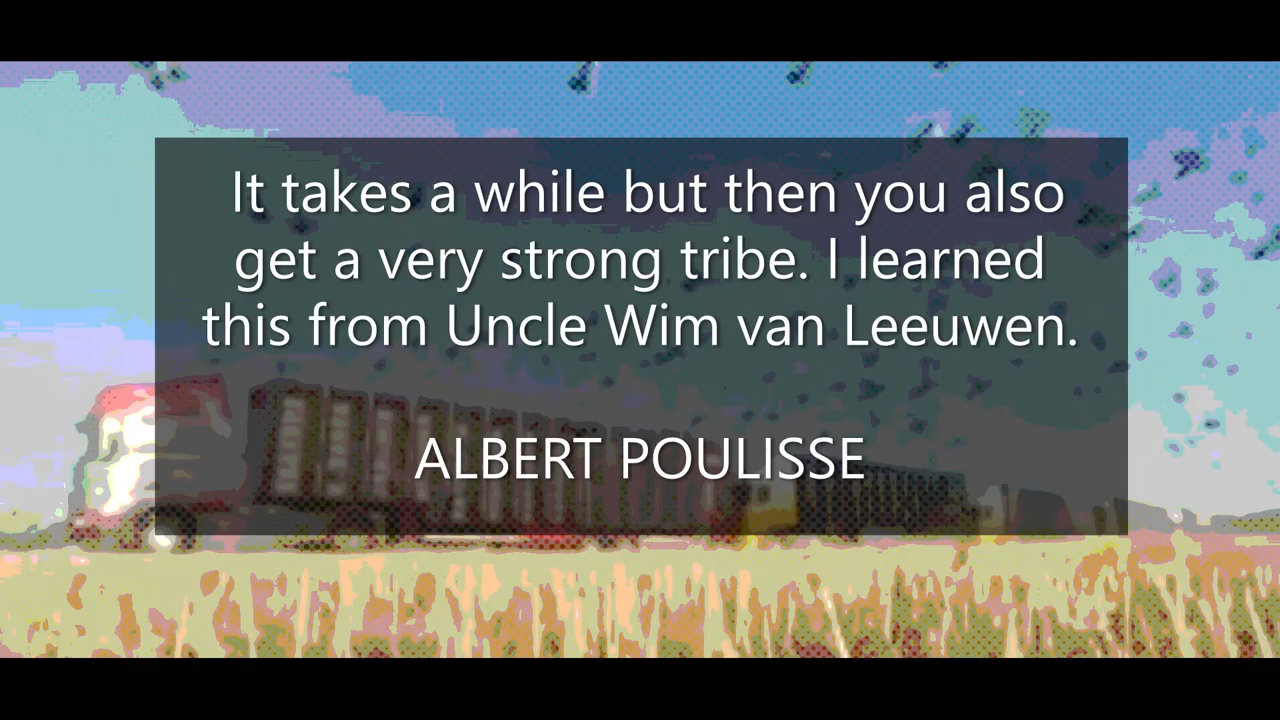 It takes a while but then you also
get a very strong tribe. I learned
this from Uncle Wim van Leeuwen.
ALBERT POULISSE